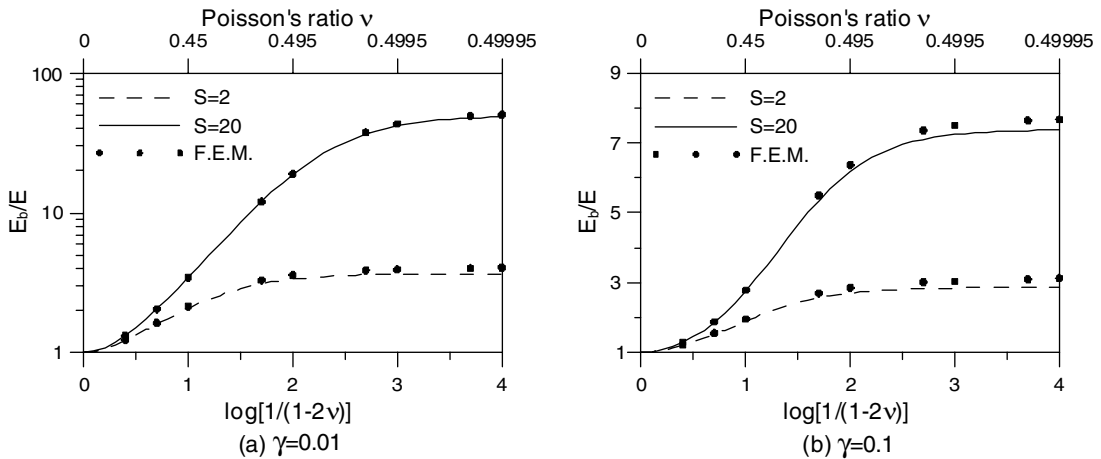 Poisson's ratio ν
0 0.45 0.495 0.4995 0.49995
100
10
1
E_b/E
S=2
S=20
F.E.M.
0 1 2 3 4
log[1/(1-2ν)]
(a) γ=0.01
Poisson's ratio ν
0 0.45 0.495 0.4995 0.49995
9
7
5
3
1
E_b/E
S=2
S=20
F.E.M.
0 1 2 3 4
log[1/(1-2ν)]
(b) γ=0.1